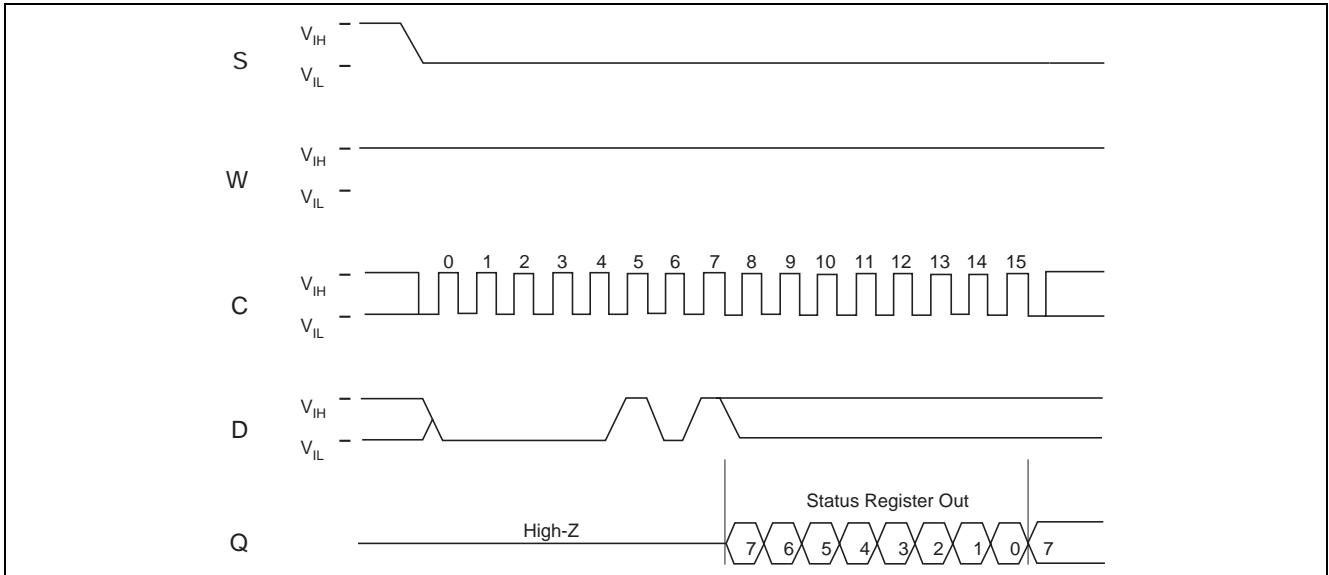 S
V_IH
V_IL
W
V_IH
V_IL
0 1 2 3 4 5 6 7 8 9 10 11 12 13 14 15
C
V_IH
V_IL
D
V_IH
V_IL
Status Register Out
Q
High-Z
7 6 5 4 3 2 1 0 7